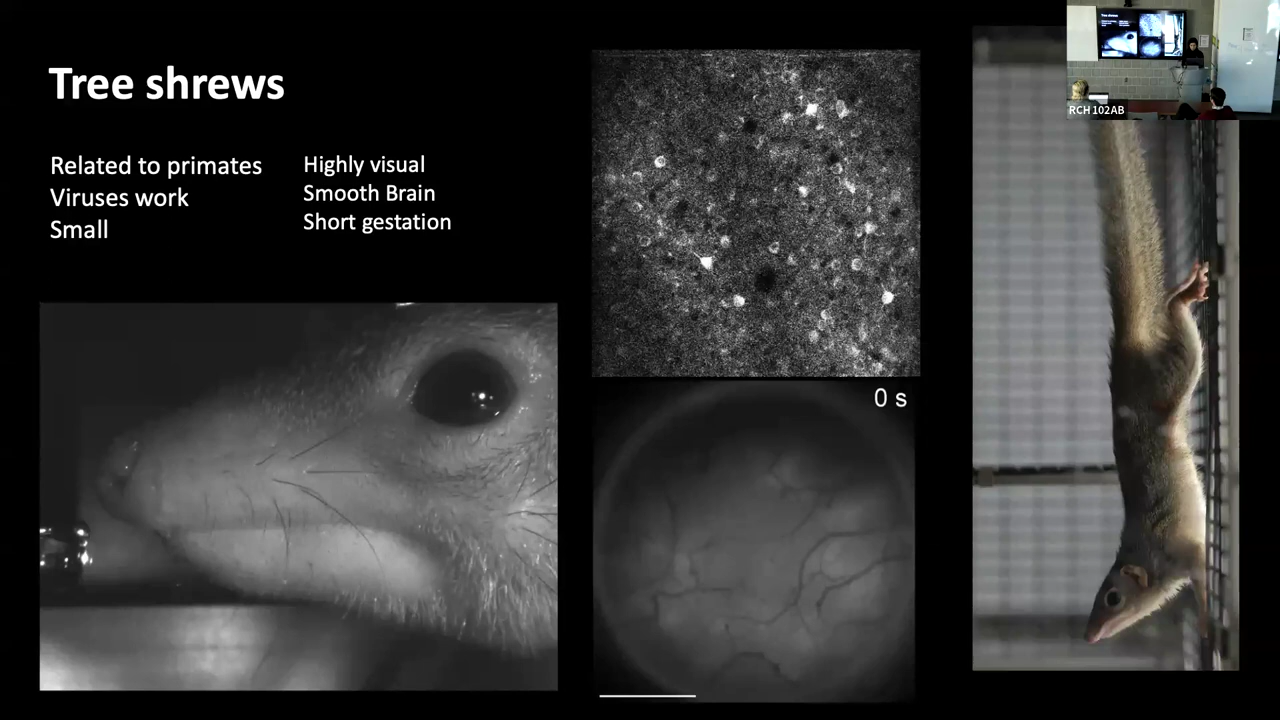 Tree shrews
Related to primates
Viruses work
Small
Highly visual
Smooth Brain
Short gestation
0 s
RCH 102AB